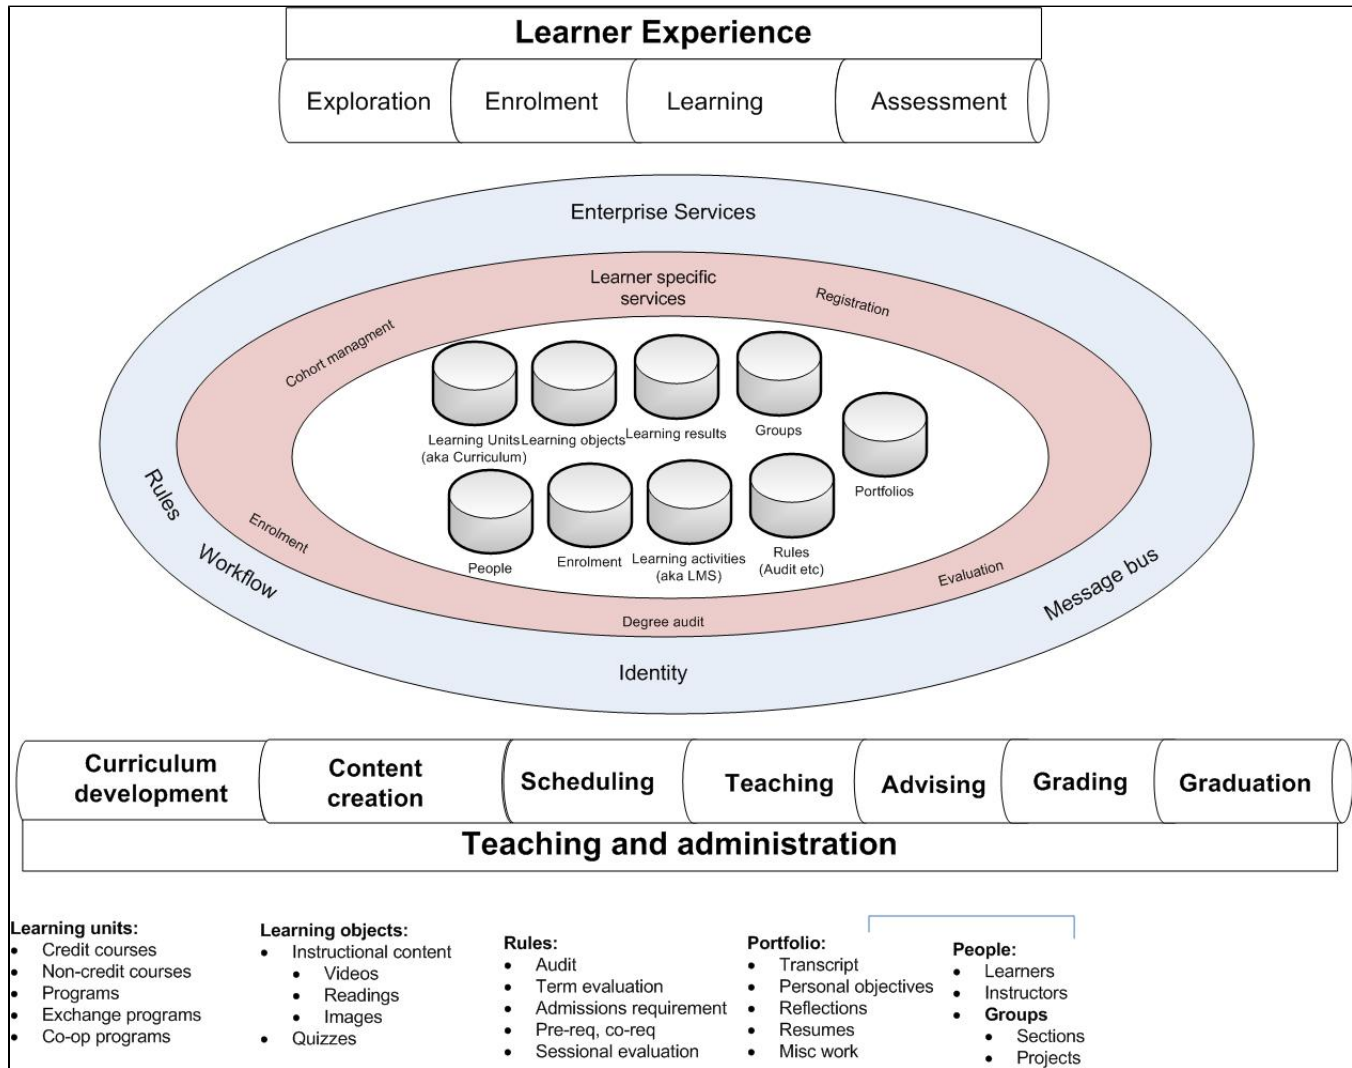 Learner Experience
Exploration
Enrolment
Learning
Assessment
Enterprise Services
Learner specific
services
Registration
Cohort managment
Learning Units
(aka Curriculum)
Learning objects
Learning results
Groups
Portfolios
People
Enrolment
Learning activities
(aka LMS)
Rules
(Audit etc)
Rules
Workflow
Enrolment
Evaluation
Message bus
Degree audit
Identity
Curriculum
development
Content
creation
Scheduling
Teaching
Advising
Grading
Graduation
Teaching and administration
Learning units:
• Credit courses
• Non-credit courses
• Programs
• Exchange programs
• Co-op programs
Learning objects:
• Instructional content
• Videos
• Readings
• Images
• Quizzes
Rules:
• Audit
• Term evaluation
• Admissions requirement
• Pre-req, co-req
• Sessional evaluation
Portfolio:
• Transcript
• Personal objectives
• Reflections
• Resumes
• Misc work
People:
• Learners
• Instructors
• Groups
• Sections
• Projects